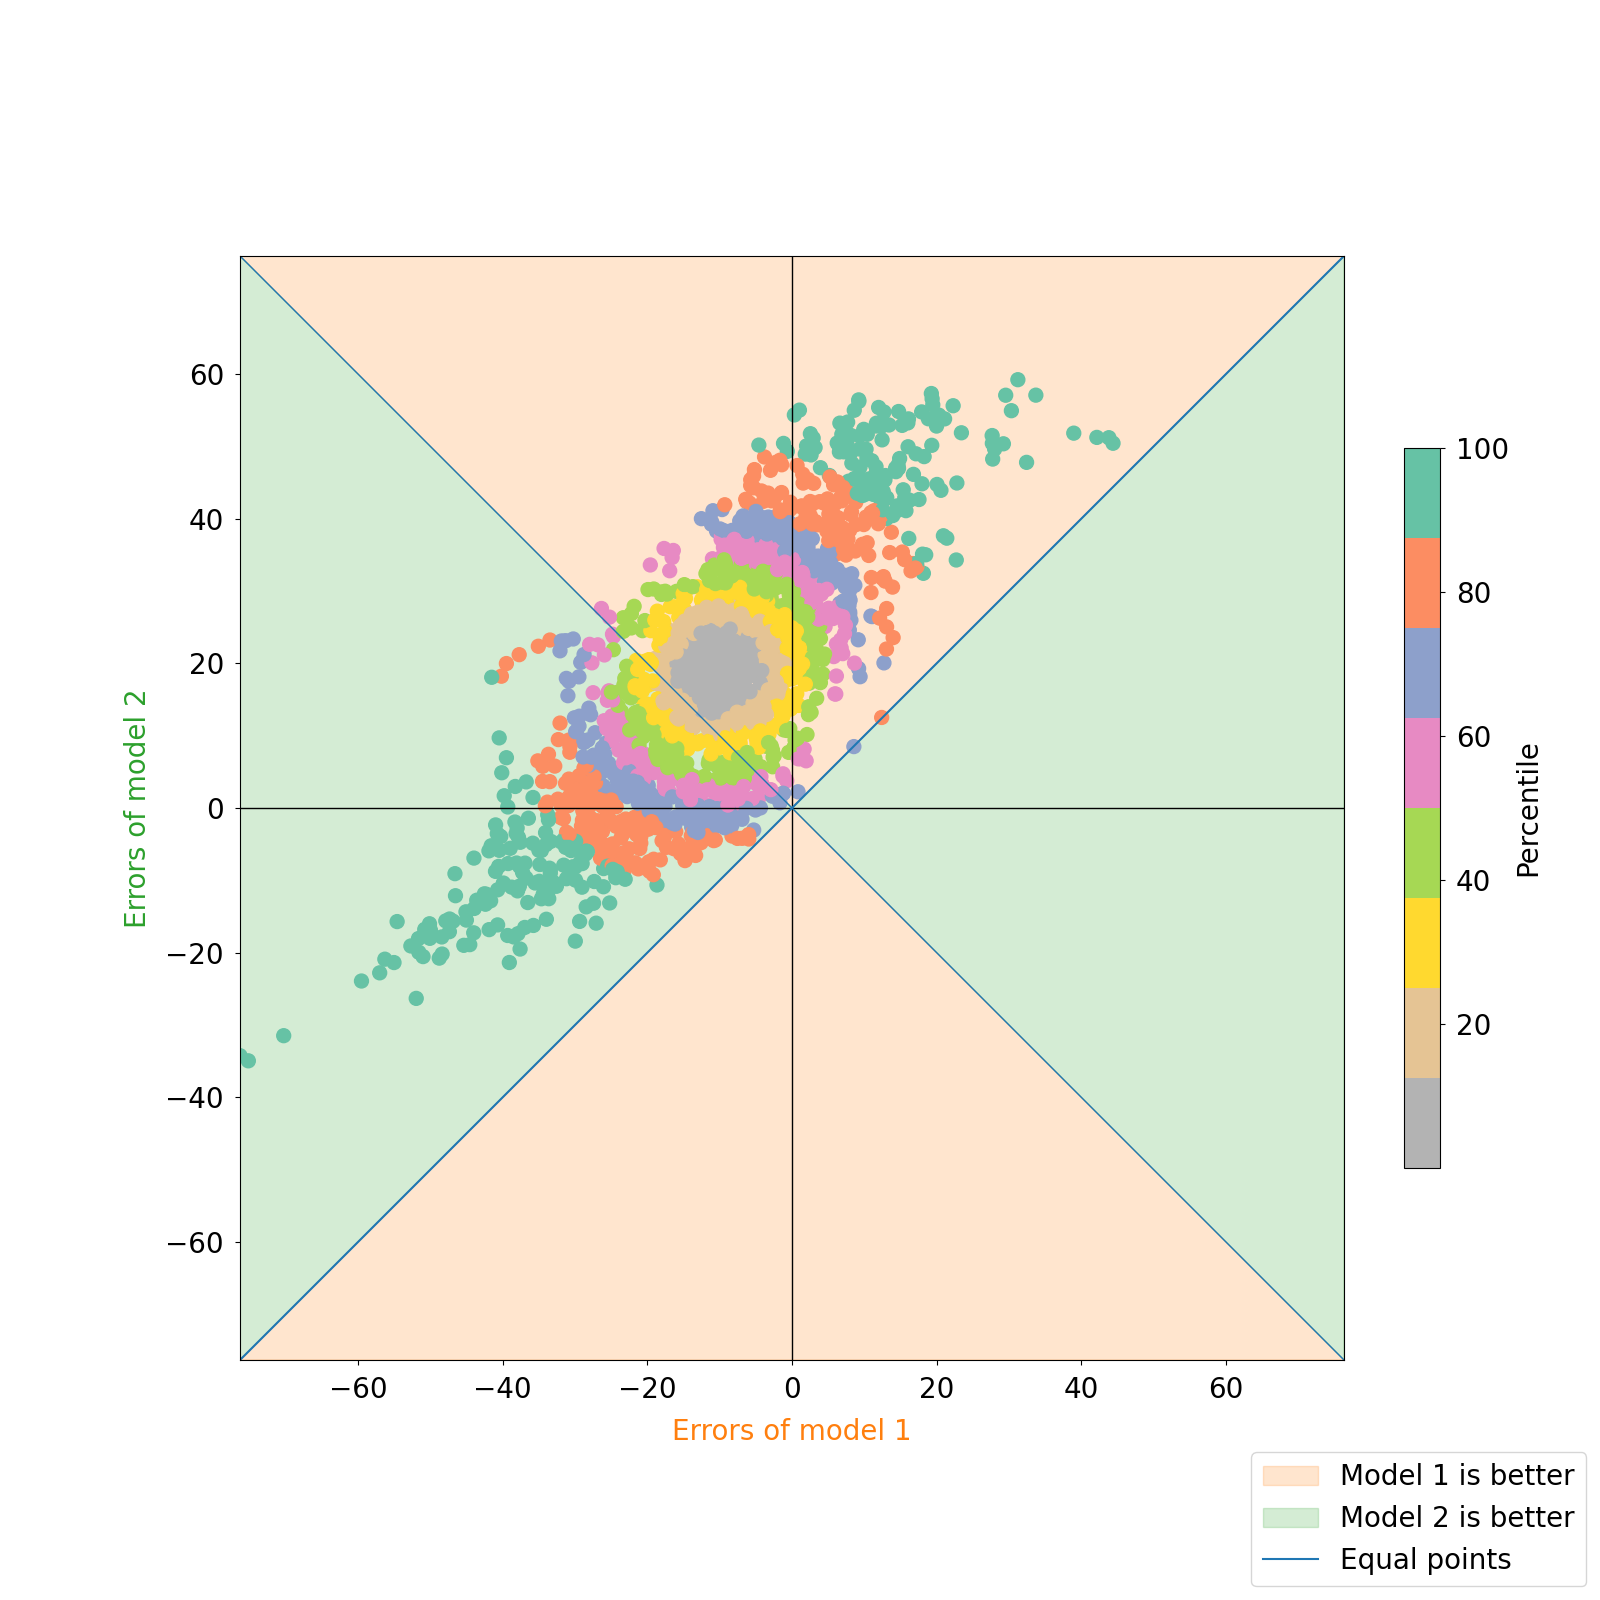 60
40
20
0
−20
−40
−60
Errors of model 2
−60 −40 −20 0 20 40 60
Errors of model 1
100
80
60
40
20
Percentile
Model 1 is better
Model 2 is better
Equal points